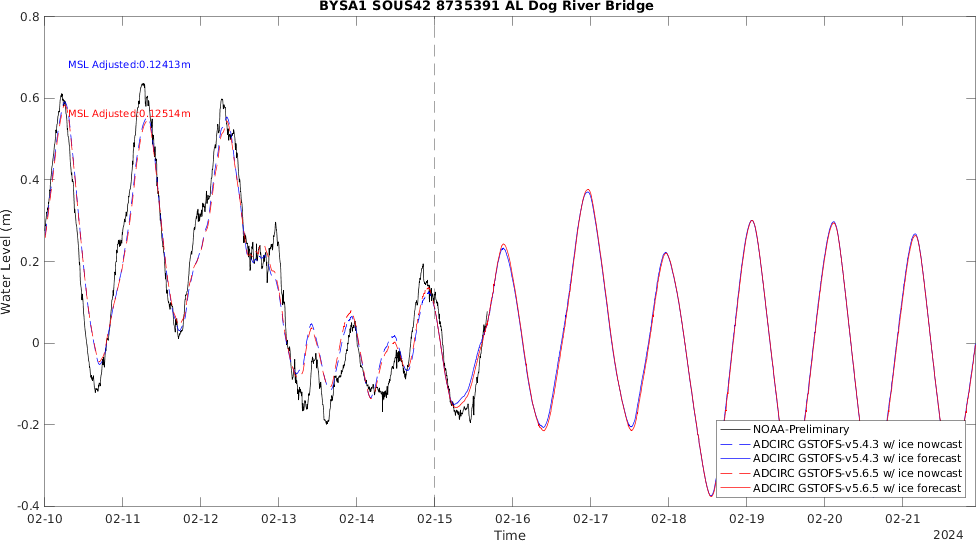 BYSA1 SOUS42 8735391 AL Dog River Bridge
MSL Adjusted:0.12413m
MSL Adjusted:0.12514m
Water Level (m)
0.8
0.6
0.4
0.2
0
-0.2
-0.4
02-10 02-11 02-12 02-13 02-14 02-15 02-16 02-17 02-18 02-19 02-20 02-21
Time
2024
NOAA-Preliminary
ADCIRC GSTOFS-v5.4.3 w/ ice nowcast
ADCIRC GSTOFS-v5.4.3 w/ ice forecast
ADCIRC GSTOFS-v5.6.5 w/ ice nowcast
ADCIRC GSTOFS-v5.6.5 w/ ice forecast